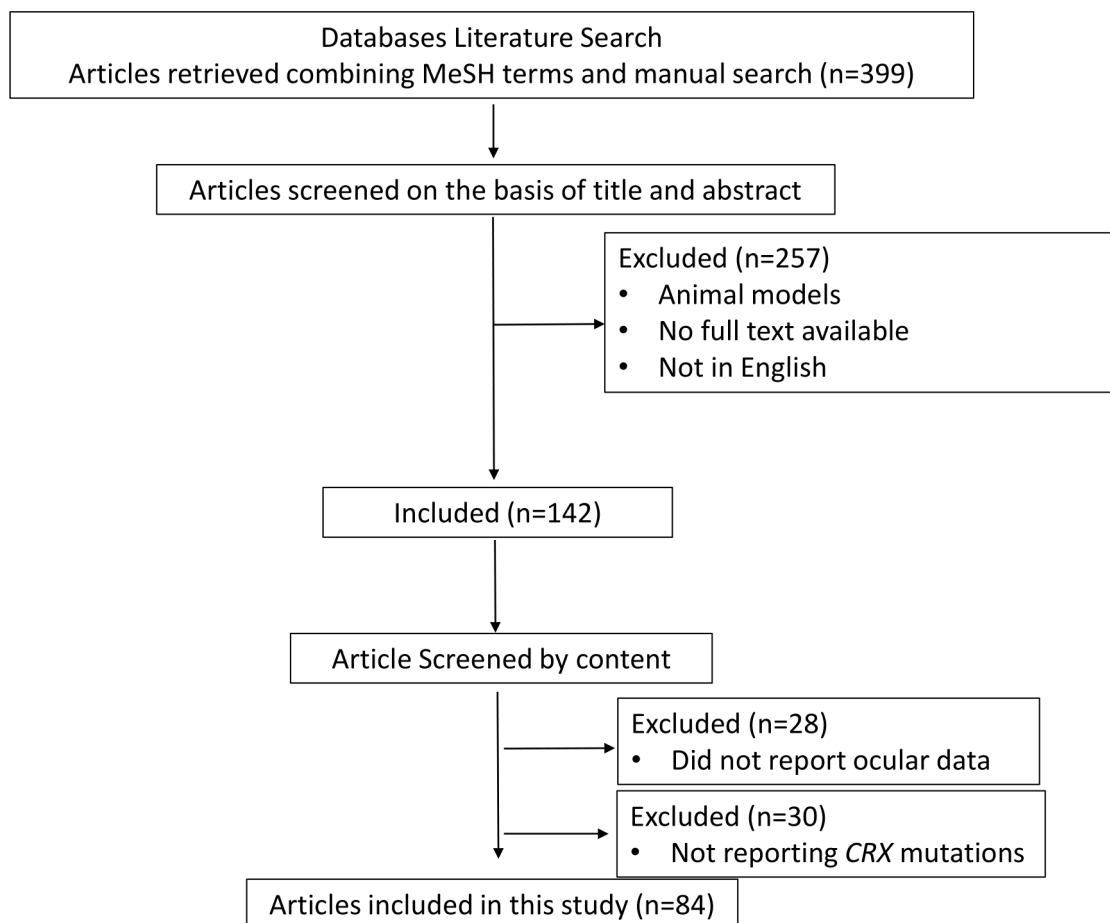 Databases Literature Search
Articles retrieved combining MeSH terms and manual search (n=399)
Articles screened on the basis of title and abstract
Excluded (n=257)
• Animal models
• No full text available
• Not in English
Included (n=142)
Article Screened by content
Excluded (n=28)
• Did not report ocular data
Excluded (n=30)
• Not reporting CRX mutations
Articles included in this study (n=84)